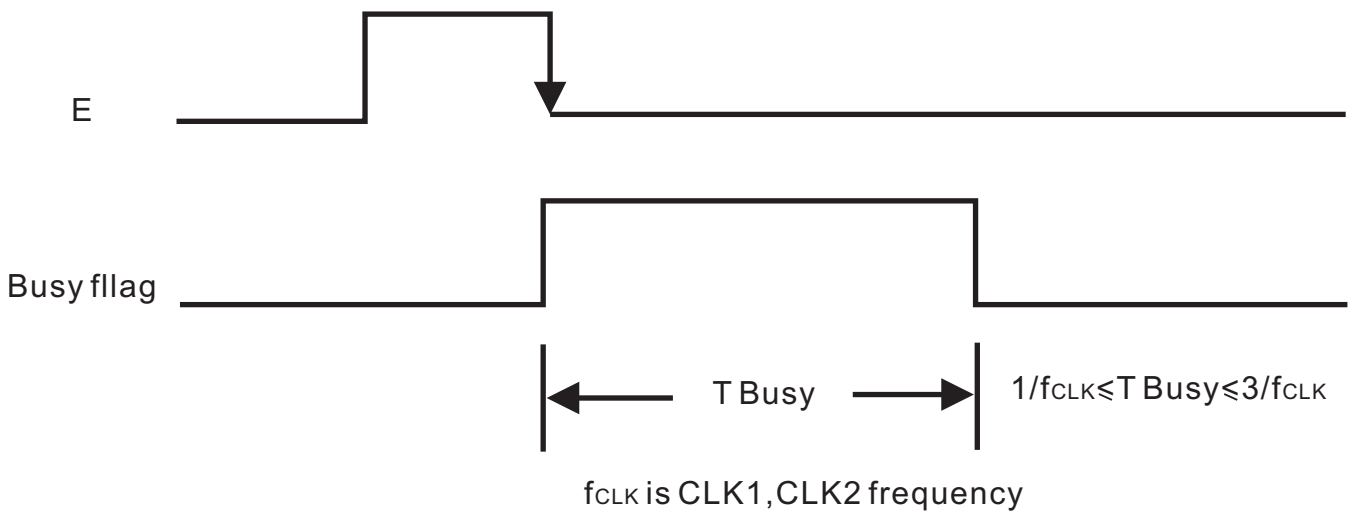 E
Busy fllag
T Busy
1/fCLK⩽T Busy⩽3/fCLK
fCLK is CLK1,CLK2 frequency